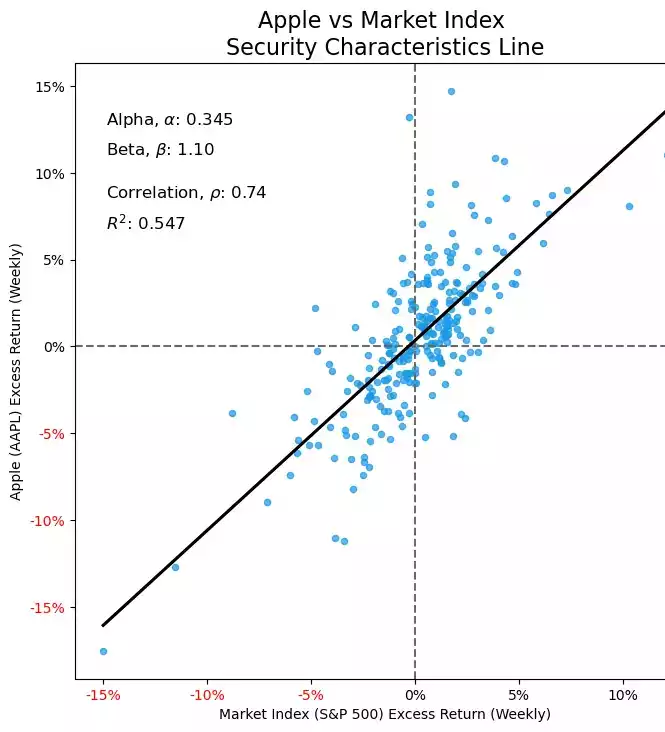 Apple vs Market Index
Security Characteristics Line
15%
10%
5%
0%
-5%
-10%
-15%
Alpha, α: 0.345
Beta, β: 1.10
Correlation, ρ: 0.74
R²: 0.547
Apple (AAPL) Excess Return (Weekly)
-15% -10% -5% 0% 5% 10%
Market Index (S&P 500) Excess Return (Weekly)